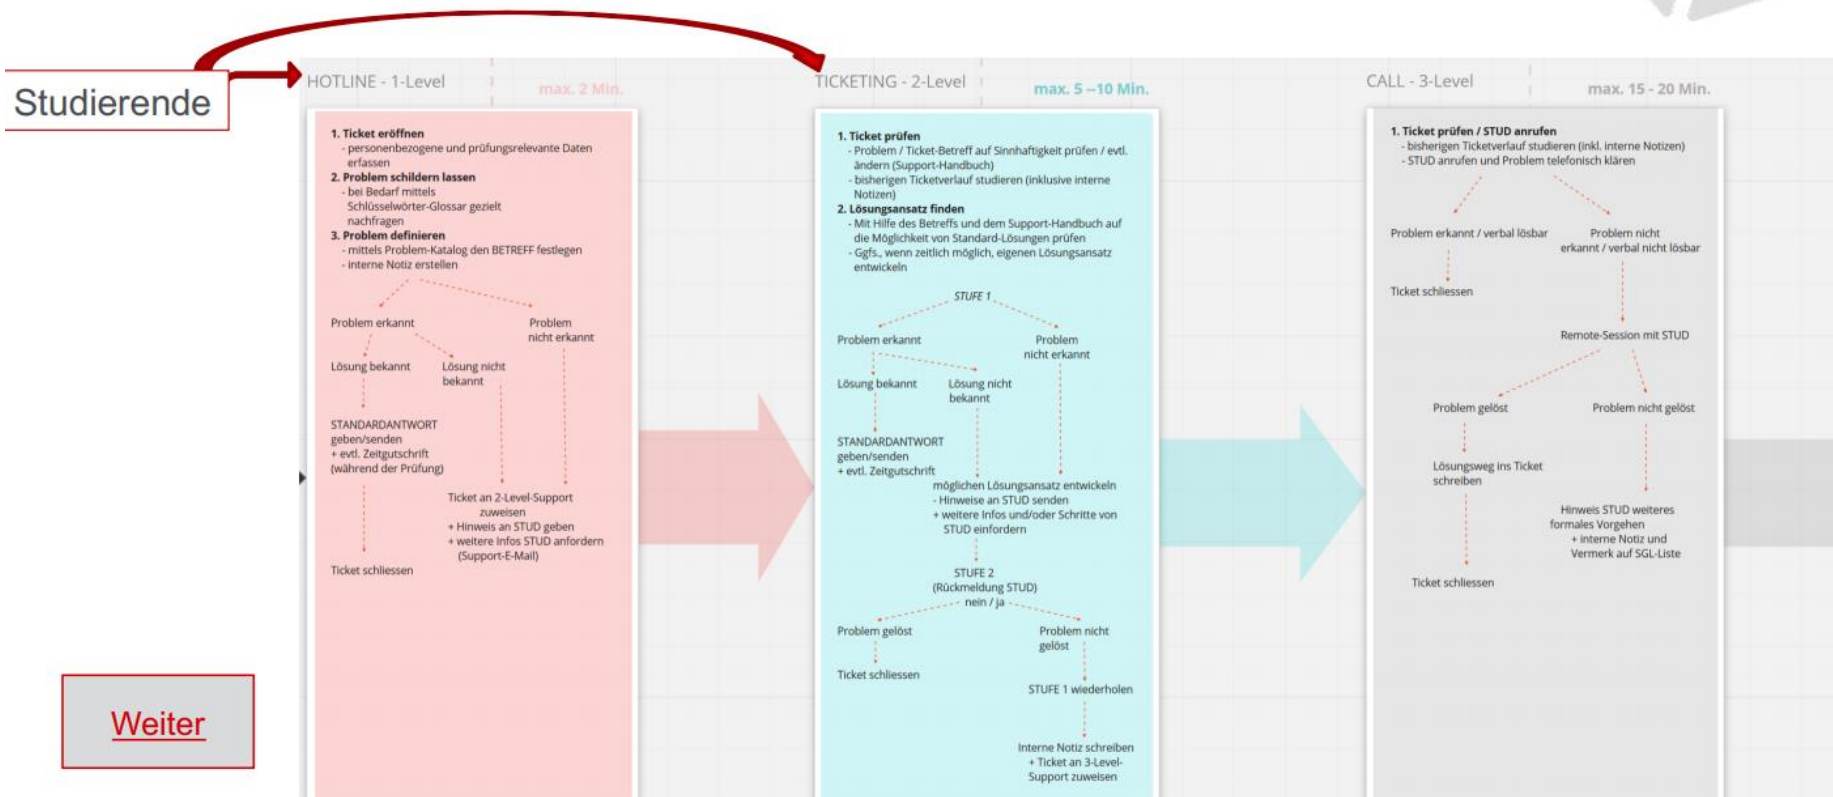 Studierende
HOTLINE - 1-Level
max. 2 Min.
1. Ticket eröffnen
- personenbezogene und prüfungsrelevante Daten
erfassen
2. Problem schildern lassen
- bei Bedarf mittels
Schlüsselwörter-Glossar gezielt
nachfragen
3. Problem definieren
- mittels Problem-Katalog den BETREFF festlegen
- interne Notiz erstellen
Problem erkannt
Problem
nicht erkannt
Lösung bekannt
Lösung nicht
bekannt
STANDARDANTWORT
geben/senden
+ evtl. Zeitgutschrift
(während der Prüfung)
Ticket an 2-Level-Support
zuweisen
+ Hinweis an STUD geben
+ weitere Infos STUD anfordern
(Support-E-Mail)
Ticket schliessen
TICKETING - 2-Level
max. 5 –10 Min.
1. Ticket prüfen
- Problem / Ticket-Betreff auf Sinnhaftigkeit prüfen / evtl.
ändern (Support-Handbuch)
- bisherigen Ticketverlauf studieren (inklusive interne
Notizen)
2. Lösungsansatz finden
- Mit Hilfe des Betreffs und dem Support-Handbuch auf
die Möglichkeit von Standard-Lösungen prüfen
- Ggfs., wenn zeitlich möglich, eigenen Lösungsansatz
entwickeln
STUFE 1
Problem erkannt
Problem
nicht erkannt
Lösung bekannt
Lösung nicht
bekannt
STANDARDANTWORT
geben/senden
+ evtl. Zeitgutschrift
möglichen Lösungsansatz entwickeln
- Hinweise an STUD senden
+ weitere Infos und/oder Schritte von
STUD einfordern
STUFE 2
(Rückmeldung STUD)
nein / ja
Problem gelöst
Problem nicht
gelöst
Ticket schliessen
STUFE 1 wiederholen
Interne Notiz schreiben
+ Ticket an 3-Level-
Support zuweisen
CALL - 3-Level
max. 15 - 20 Min.
1. Ticket prüfen / STUD anrufen
- bisherigen Ticketverlauf studieren (inkl. interne Notizen)
- STUD anrufen und Problem telefonisch klären
Problem erkannt / verbal lösbar
Problem nicht
erkannt / verbal nicht lösbar
Ticket schliessen
Remote-Session mit STUD
Problem gelöst
Problem nicht gelöst
Lösungsweg ins Ticket
schreiben
Hinweis STUD weiteres
formales Vorgehen
+ interne Notiz und
Vermerk auf SGL-Liste
Ticket schliessen
Weiter